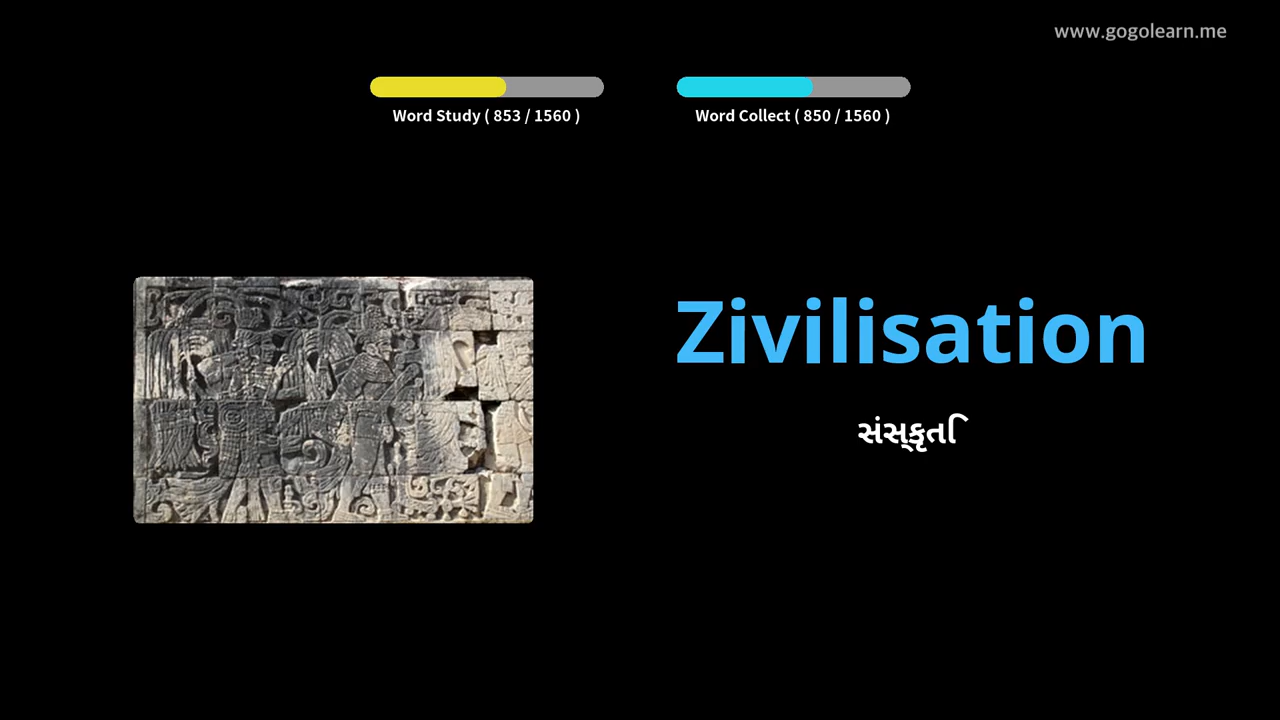 www.gogolearn.me
Word Study ( 853 / 1560 )
Word Collect ( 850 / 1560 )
Zivilisation
સંસ્કૃતિ